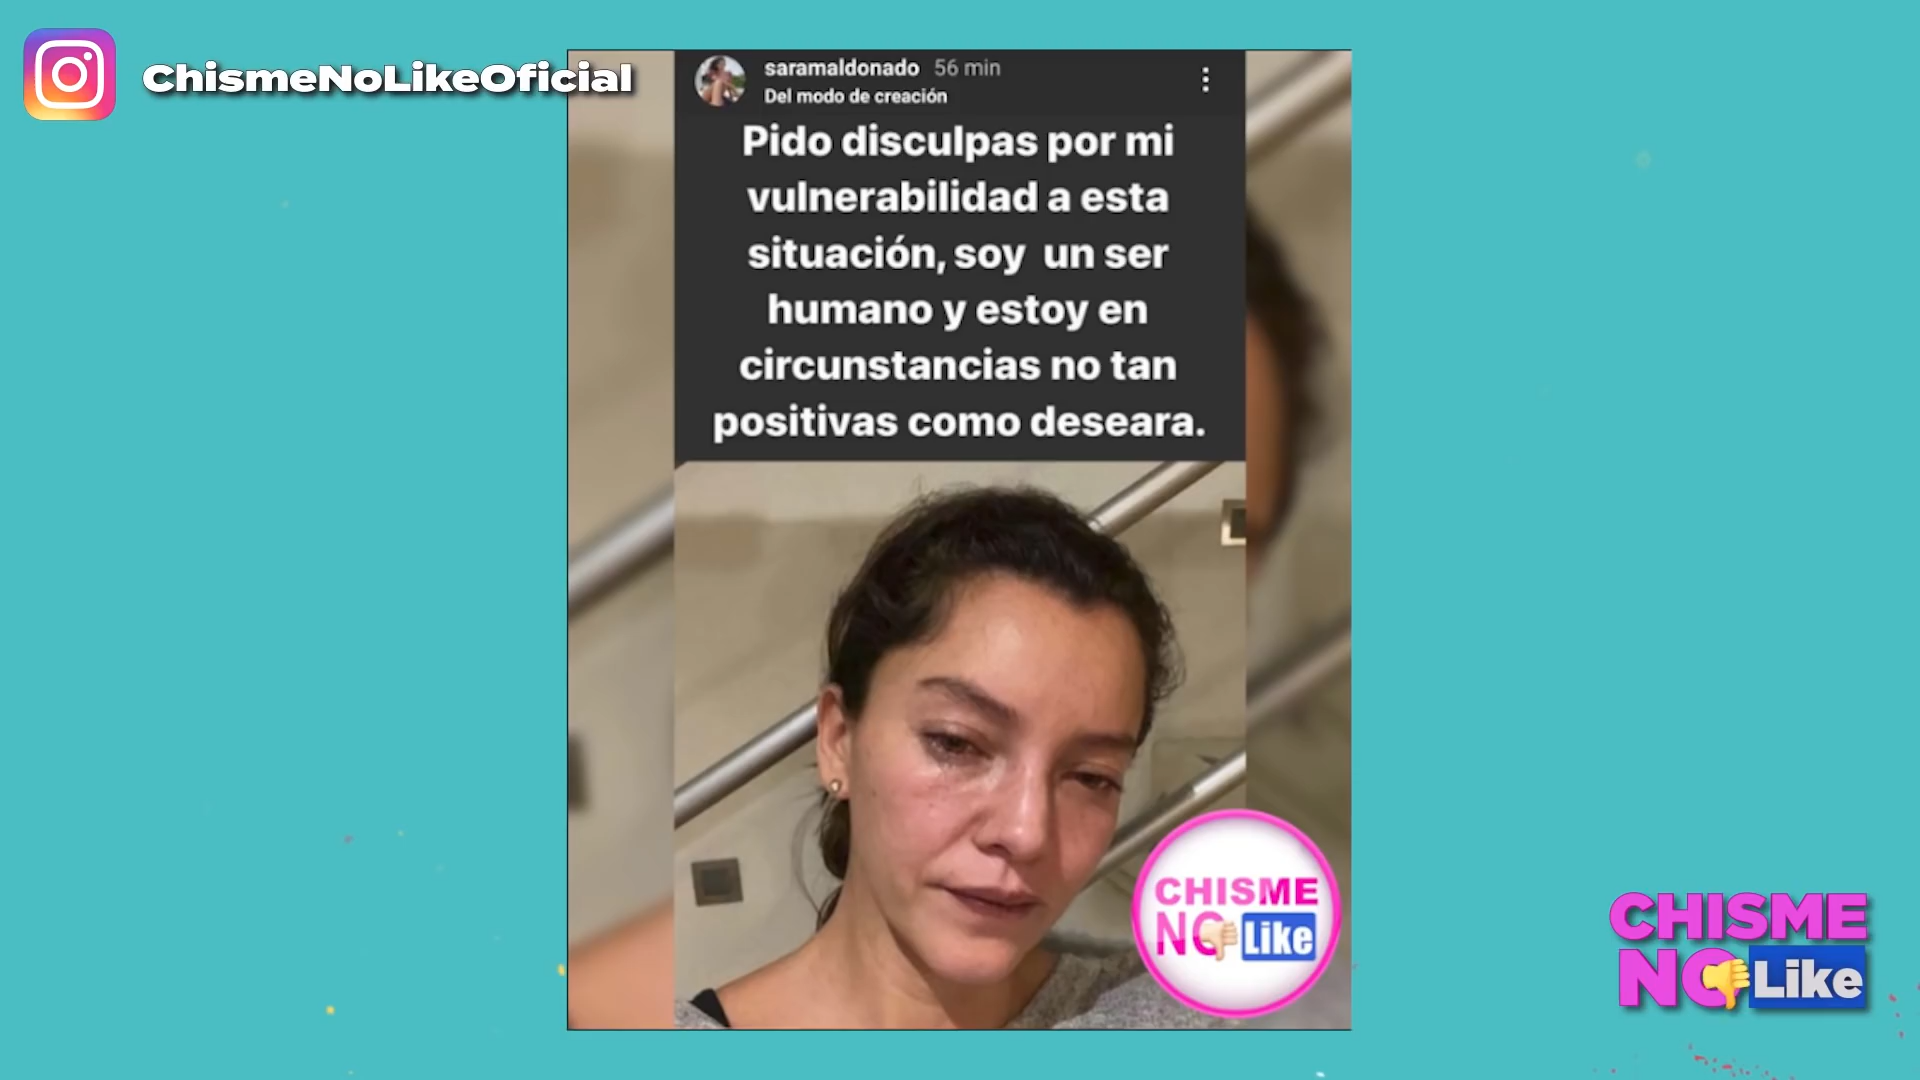 ChismeNoLikeOficial
saramaldonado 56 min
Del modo de creación
Pido disculpas por mi
vulnerabilidad a esta
situación, soy un ser
humano y estoy en
circunstancias no tan
positivas como deseara.
CHISME
NO Like
CHISME
NO Like